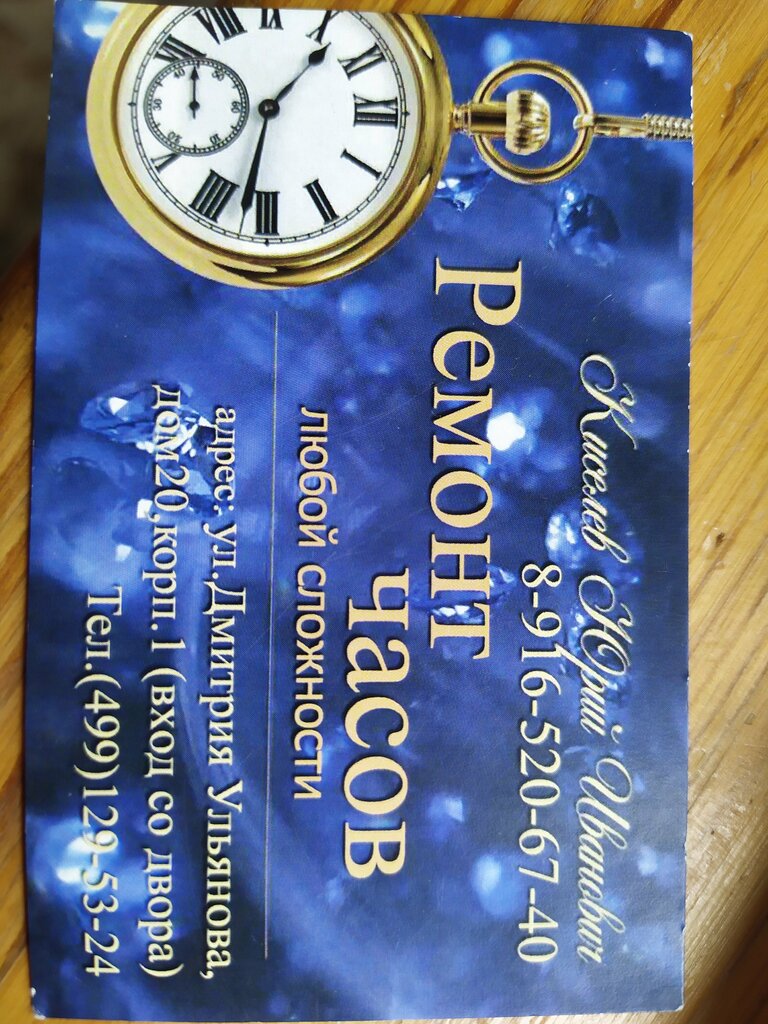 Киселев Юрий Иванович
8-916-520-67-40
Ремонт
часов
любой сложности
адрес: ул.Дмитрия Ульянова,
дом20,корп. 1 (вход со двора)
Тел.(499)129-53-24